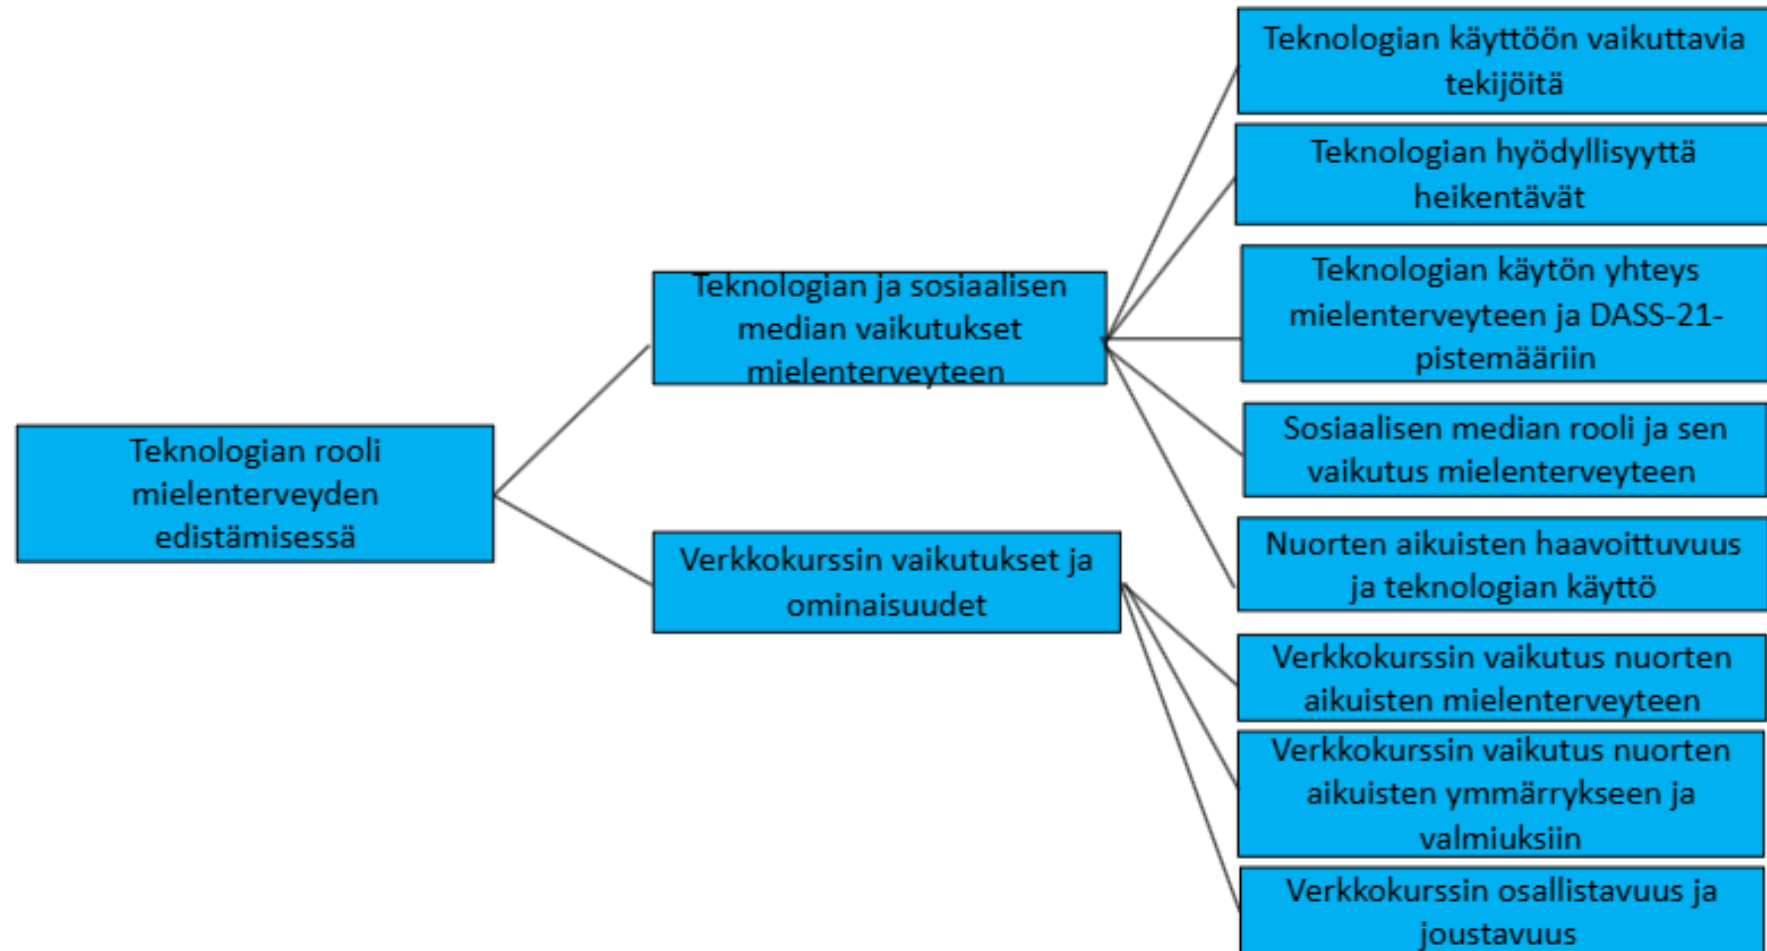 Teknologian rooli
mielenterveyden
edistämisessä
Teknologian ja sosiaalisen
median vaikutukset
mielenterveyteen
Verkkokurssin vaikutukset ja
ominaisuudet
Teknologian käyttöön vaikuttavia
tekijöitä
Teknologian hyödyllisyyttä
heikentävät
Teknologian käytön yhteys
mielenterveyteen ja DASS-21-
pistemääriin
Sosiaalisen median rooli ja sen
vaikutus mielenterveyteen
Nuorten aikuisten haavoittuvuus
ja teknologian käyttö
Verkkokurssin vaikutus nuorten
aikuisten mielenterveyteen
Verkkokurssin vaikutus nuorten
aikuisten ymmärrykseen ja
valmiuksiin
Verkkokurssin osallistavuus ja
joustavuus